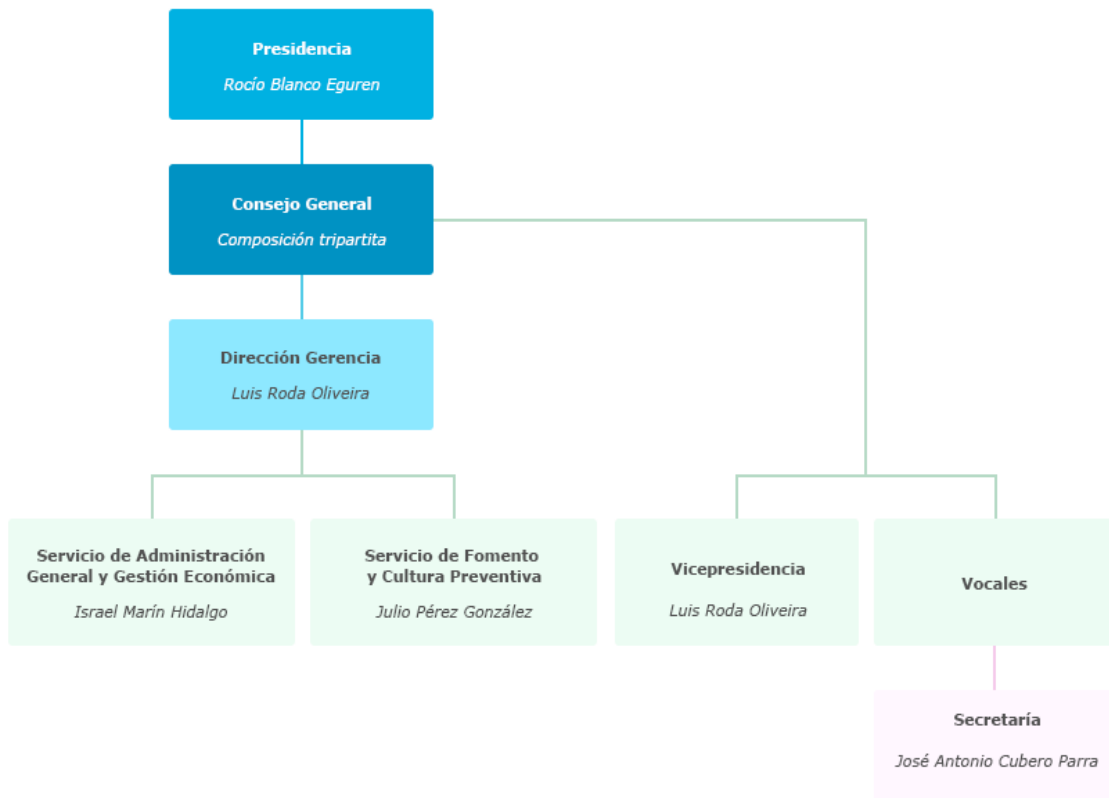 Presidencia
Rocío Blanco Eguren
Consejo General
Composición tripartita
Dirección Gerencia
Luis Roda Oliveira
Servicio de Administración
General y Gestión Económica
Israel Marín Hidalgo
Servicio de Fomento
y Cultura Preventiva
Julio Pérez González
Vicepresidencia
Luis Roda Oliveira
Vocales
Secretaría
José Antonio Cubero Parra